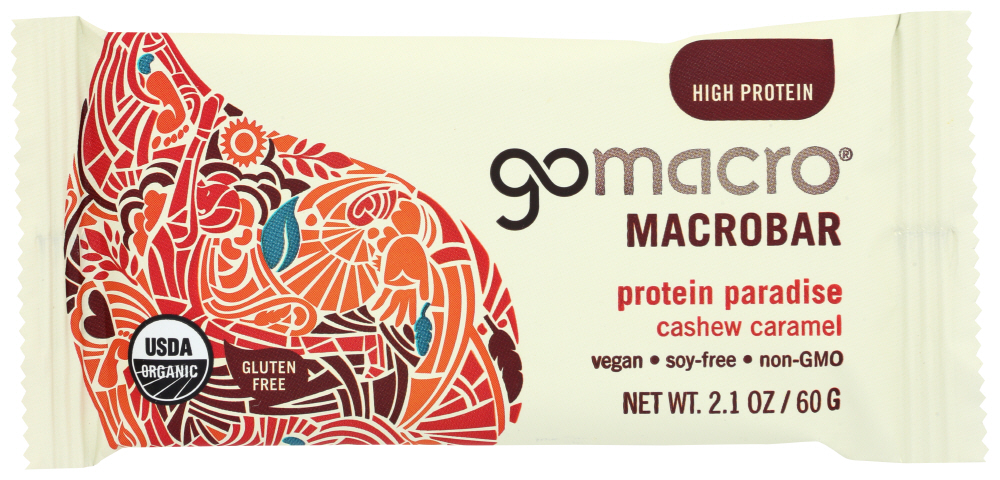 HIGH PROTEIN
gomacro®
MACROBAR
protein paradise
cashew caramel
vegan • soy-free • non-GMO
NET WT. 2.1 OZ / 60 G
USDA
ORGANIC
GLUTEN
FREE